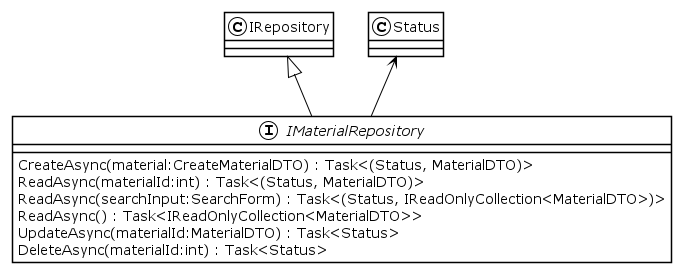 C IRepository
C Status
I IMaterialRepository
CreateAsync(material:CreateMaterialDTO) : Task<(Status, MaterialDTO)>
ReadAsync(materialId:int) : Task<(Status, MaterialDTO)>
ReadAsync(searchInput:SearchForm) : Task<(Status, IReadOnlyCollection<MaterialDTO>)>
ReadAsync() : Task<IReadOnlyCollection<MaterialDTO>>
UpdateAsync(materialId:MaterialDTO) : Task<Status>
DeleteAsync(materialId:int) : Task<Status>